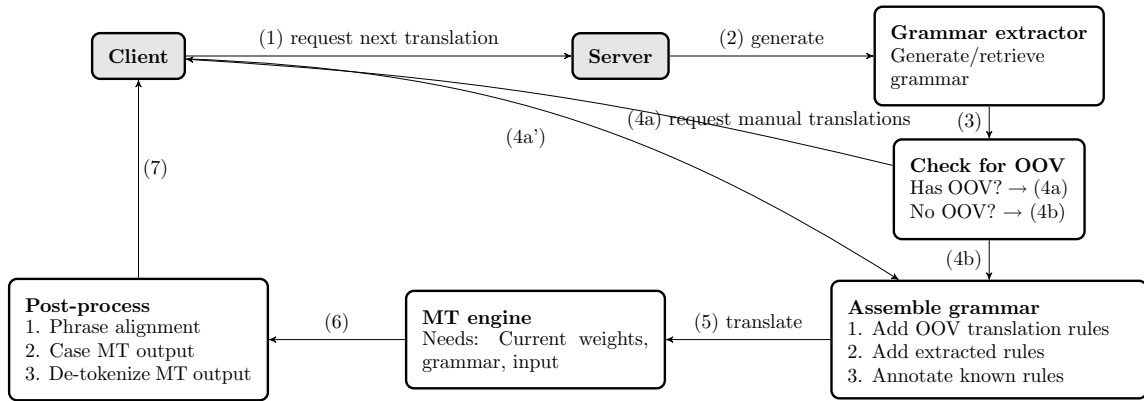 Client
(1) request next translation
Server
(2) generate
Grammar extractor
Generate/retrieve
grammar
(3)
(4a) request manual translations
(4a')
Check for OOV
Has OOV? → (4a)
No OOV? → (4b)
(4b)
(7)
Assemble grammar
1. Add OOV translation rules
2. Add extracted rules
3. Annotate known rules
(5) translate
MT engine
Needs: Current weights,
grammar, input
(6)
Post-process
1. Phrase alignment
2. Case MT output
3. De-tokenize MT output